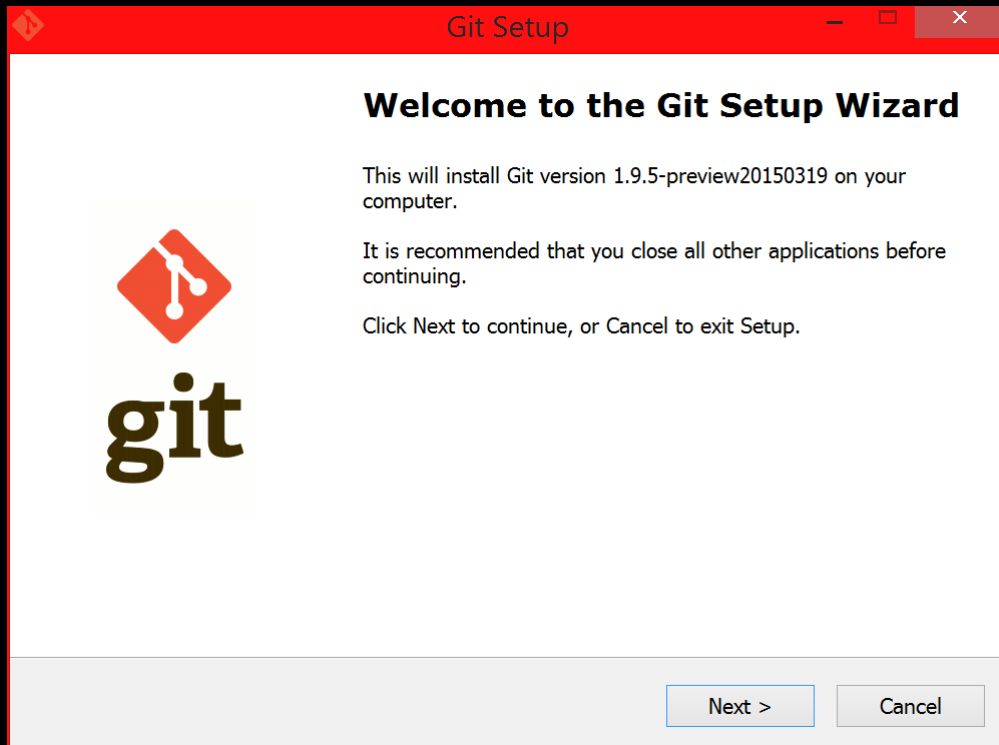 Git Setup
Welcome to the Git Setup Wizard
This will install Git version 1.9.5-preview20150319 on your
computer.
It is recommended that you close all other applications before
continuing.
Click Next to continue, or Cancel to exit Setup.
git
Next >
Cancel